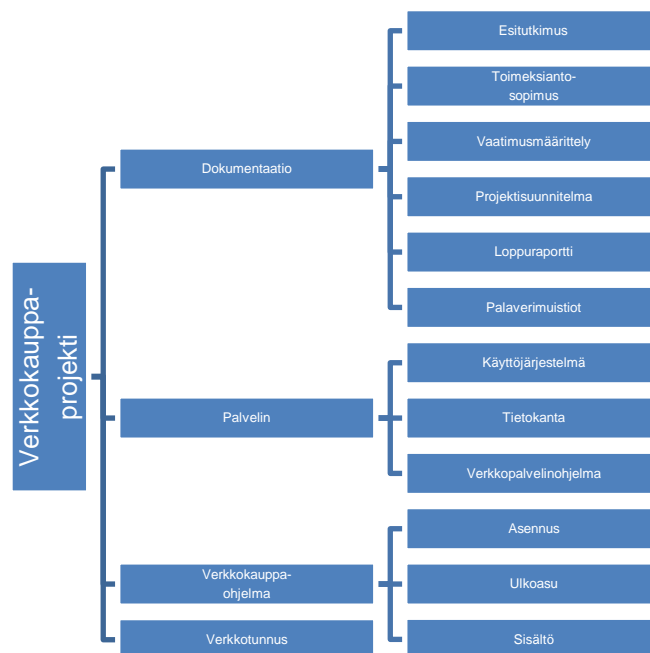 Verkkokauppa-
projekti
Dokumentaatio
Esitutkimus
Toimeksianto-
sopimus
Vaatimusmäärittely
Projektisuunnitelma
Loppuraportti
Palaverimuistiot
Palvelin
Käyttöjärjestelmä
Tietokanta
Verkkopalvelinohjelma
Verkkokauppa-
ohjelma
Asennus
Ulkoasu
Sisältö
Verkkotunnus